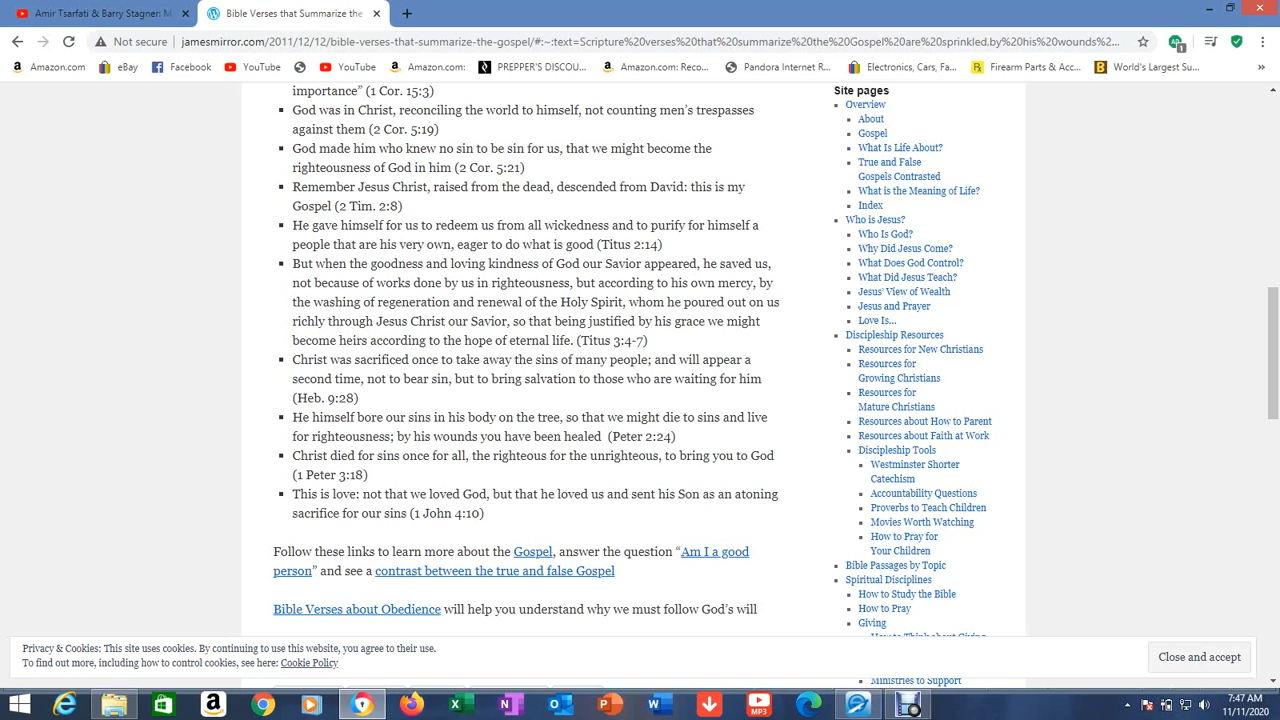 Amir Tsarfati & Barry Stagner: M
Bible Verses that Summarize the
Not secure
jamesmirror.com/2011/12/12/bible-verses-that-summarize-the-gospel/#:~:text=Scripture%20verses%20that%20summarize%20the%20Gospel%20are%20sprinkled,by%20his%20wounds%2...
1
Amazon.com
eBay
Facebook
YouTube
YouTube
Amazon.com:
PREPPER'S DISCOU...
Amazon.com: Reco...
Pandora Internet R...
Electronics, Cars, Fa...
Firearm Parts & Acc...
World's Largest Su...
»
importance” (1 Cor. 15:3)
God was in Christ, reconciling the world to himself, not counting men’s trespasses
against them (2 Cor. 5:19)
God made him who knew no sin to be sin for us, that we might become the
righteousness of God in him (2 Cor. 5:21)
Remember Jesus Christ, raised from the dead, descended from David: this is my
Gospel (2 Tim. 2:8)
He gave himself for us to redeem us from all wickedness and to purify for himself a
people that are his very own, eager to do what is good (Titus 2:14)
But when the goodness and loving kindness of God our Savior appeared, he saved us,
not because of works done by us in righteousness, but according to his own mercy, by
the washing of regeneration and renewal of the Holy Spirit, whom he poured out on us
richly through Jesus Christ our Savior, so that being justified by his grace we might
become heirs according to the hope of eternal life. (Titus 3:4-7)
Christ was sacrificed once to take away the sins of many people; and will appear a
second time, not to bear sin, but to bring salvation to those who are waiting for him
(Heb. 9:28)
He himself bore our sins in his body on the tree, so that we might die to sins and live
for righteousness; by his wounds you have been healed  (Peter 2:24)
Christ died for sins once for all, the righteous for the unrighteous, to bring you to God
(1 Peter 3:18)
This is love: not that we loved God, but that he loved us and sent his Son as an atoning
sacrifice for our sins (1 John 4:10)
Follow these links to learn more about the Gospel, answer the question “Am I a good
person” and see a contrast between the true and false Gospel
Bible Verses about Obedience will help you understand why we must follow God’s will
Site pages
Overview
About
Gospel
What Is Life About?
True and False
Gospels Contrasted
What is the Meaning of Life?
Index
Who is Jesus?
Who Is God?
Why Did Jesus Come?
What Does God Control?
What Did Jesus Teach?
Jesus’ View of Wealth
Jesus and Prayer
Love Is…
Discipleship Resources
Resources for New Christians
Resources for
Growing Christians
Resources for
Mature Christians
Resources about How to Parent
Resources about Faith at Work
Discipleship Tools
Westminster Shorter
Catechism
Accountability Questions
Proverbs to Teach Children
Movies Worth Watching
How to Pray for
Your Children
Bible Passages by Topic
Spiritual Disciplines
How to Study the Bible
How to Pray
Giving
How to Think about Giving
Ministries to Support
Privacy & Cookies: This site uses cookies. By continuing to use this website, you agree to their use.
To find out more, including how to control cookies, see here: Cookie Policy
Close and accept
7:47 AM
11/11/2020